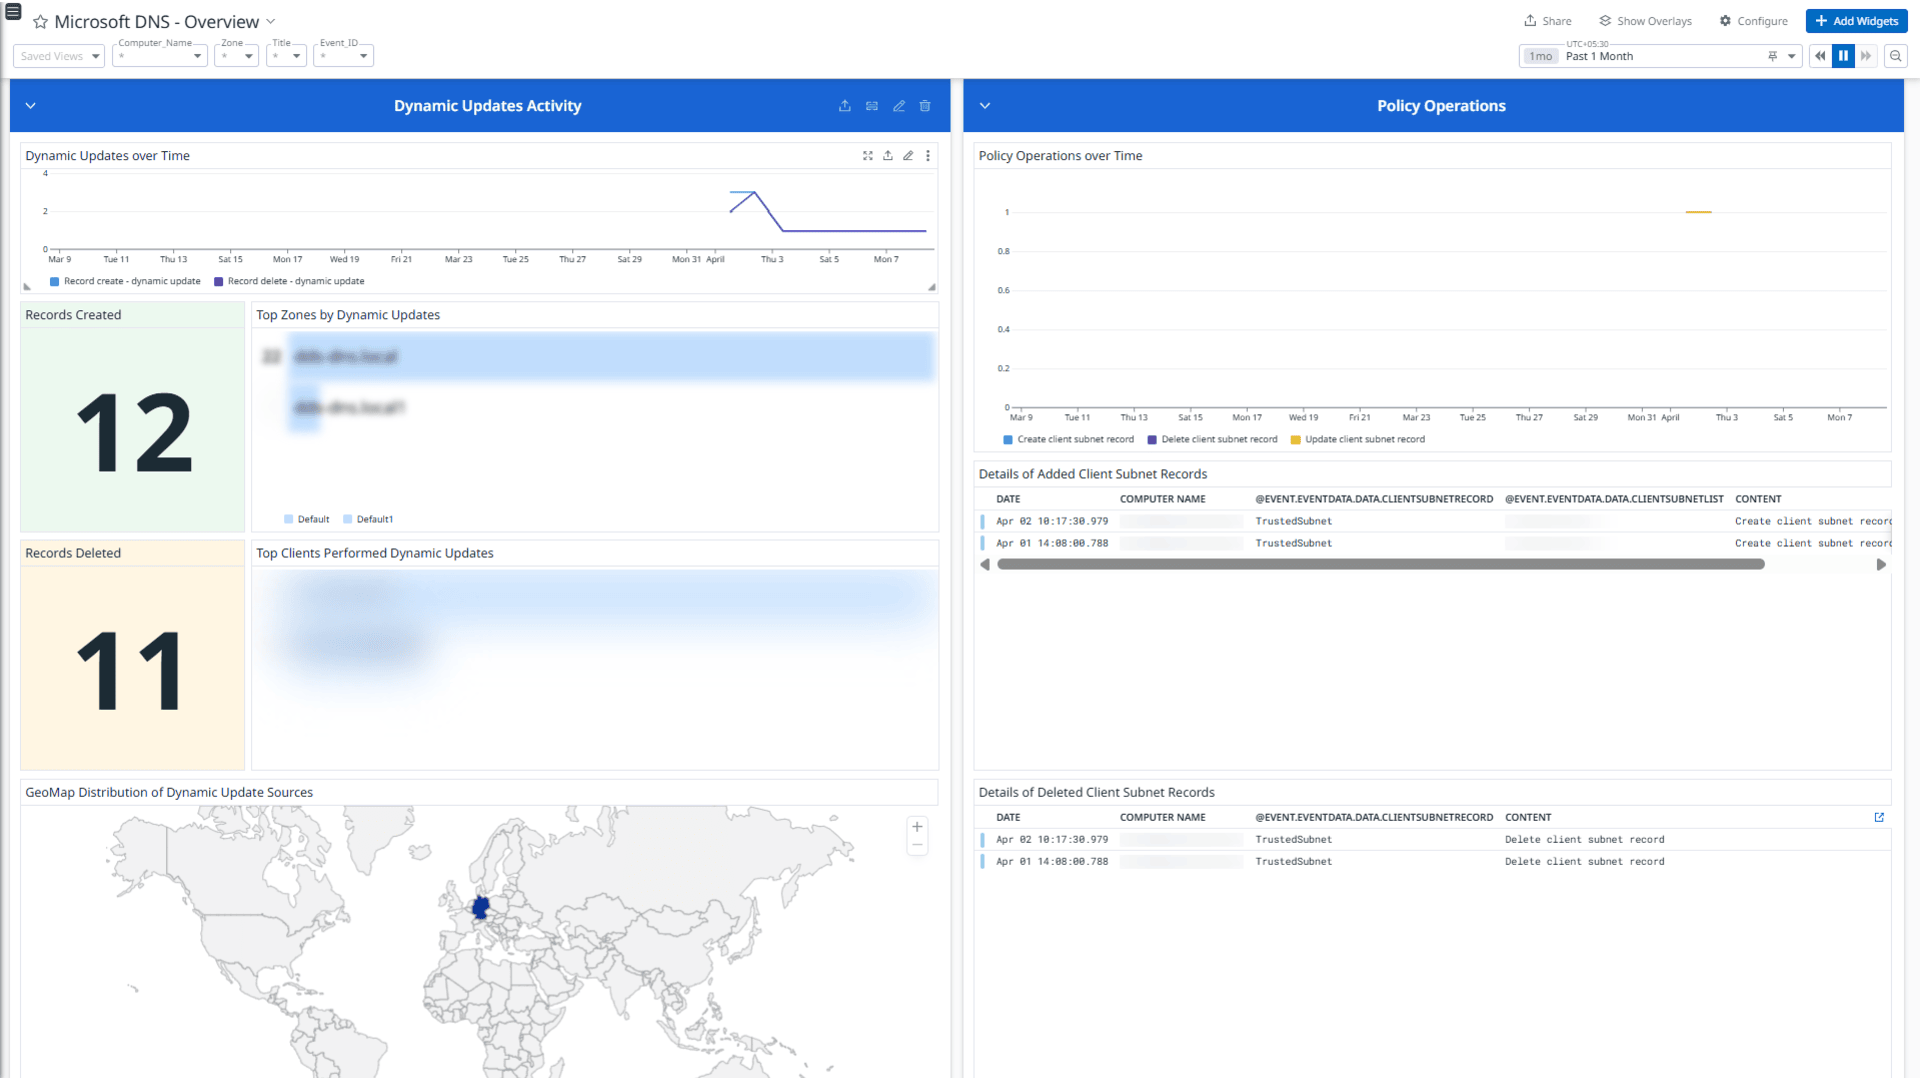 Microsoft DNS - Overview
Share
Show Overlays
Configure
Add Widgets
Saved Views
Computer_Name
*
Zone
*
Title
*
Event_ID
*
UTC+05:30
1mo
Past 1 Month
Dynamic Updates Activity
Dynamic Updates over Time
4
2
0
Mar 9 Tue 11 Thu 13 Sat 15 Mon 17 Wed 19 Fri 21 Mar 23 Tue 25 Thu 27 Sat 29 Mon 31 April Thu 3 Sat 5 Mon 7
Record create - dynamic update Record delete - dynamic update
Records Created
12
Top Zones by Dynamic Updates
22 dds-dns.local
dds-dns.local1
Default Default1
Records Deleted
11
Top Clients Performed Dynamic Updates
GeoMap Distribution of Dynamic Update Sources
+
−
Policy Operations
Policy Operations over Time
1
0.8
0.6
0.4
0.2
0
Mar 9 Tue 11 Thu 13 Sat 15 Mon 17 Wed 19 Fri 21 Mar 23 Tue 25 Thu 27 Sat 29 Mon 31 April Thu 3 Sat 5 Mon 7
Create client subnet record Delete client subnet record Update client subnet record
Details of Added Client Subnet Records
DATE COMPUTER NAME @EVENT.EVENTDATA.DATA.CLIENTSUBNETRECORD @EVENT.EVENTDATA.DATA.CLIENTSUBNETLIST CONTENT
Apr 02 10:17:30.979 TrustedSubnet Create client subnet recor
Apr 01 14:08:00.788 TrustedSubnet Create client subnet recor
Details of Deleted Client Subnet Records
DATE COMPUTER NAME @EVENT.EVENTDATA.DATA.CLIENTSUBNETRECORD CONTENT
Apr 02 10:17:30.979 TrustedSubnet Delete client subnet record
Apr 01 14:08:00.788 TrustedSubnet Delete client subnet record